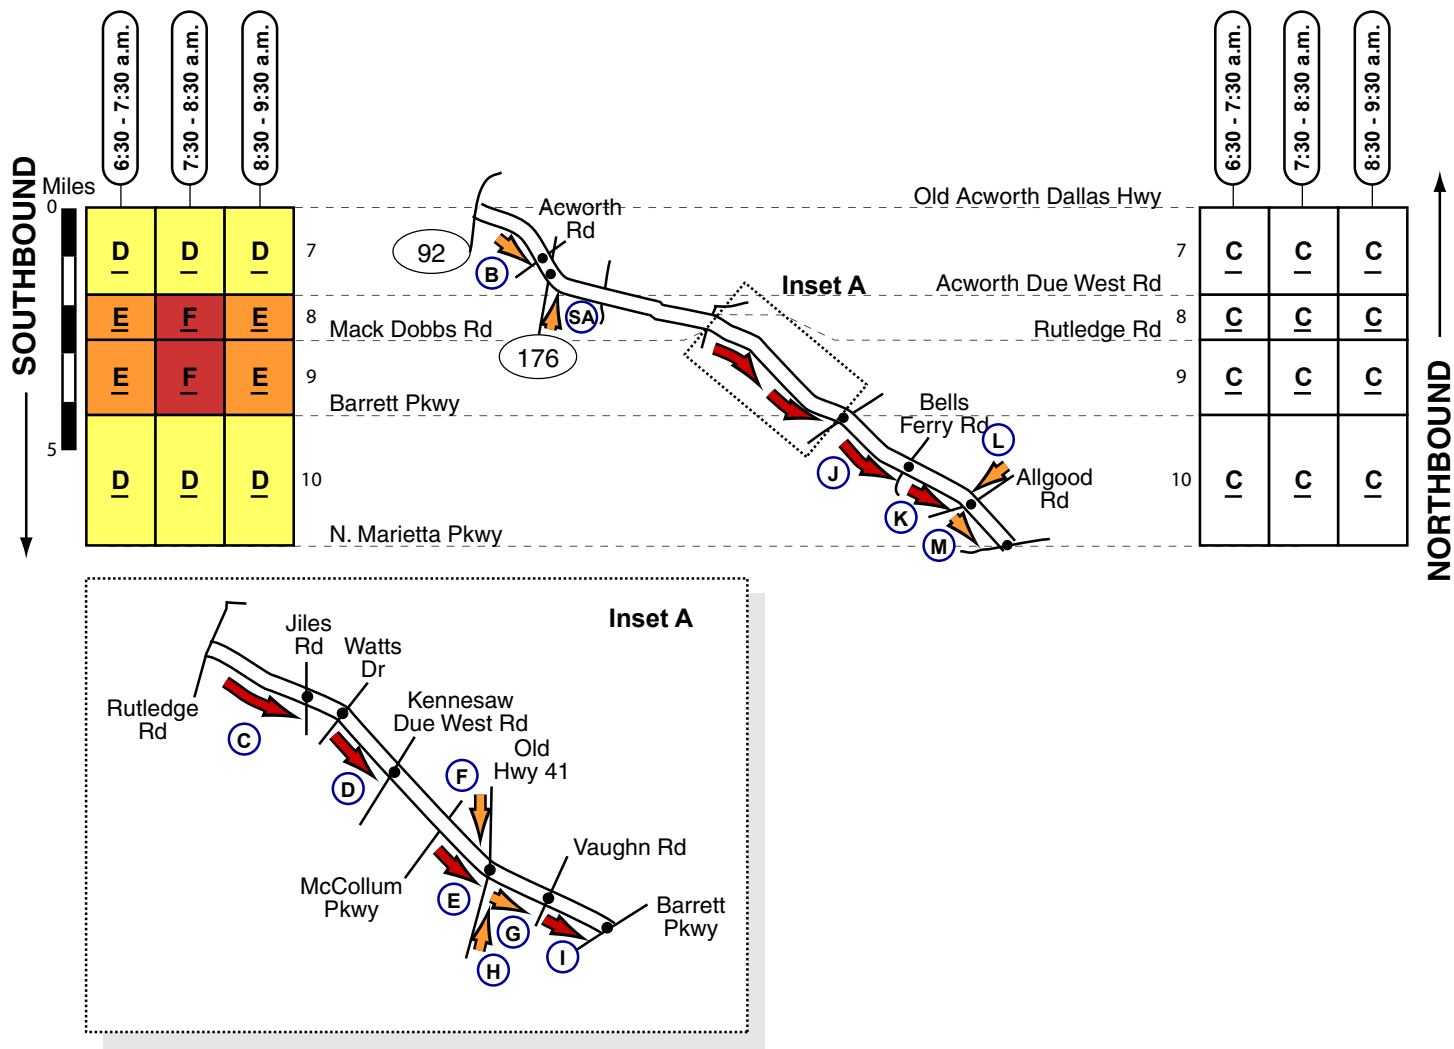 6:30 - 7:30 a.m.
7:30 - 8:30 a.m.
8:30 - 9:30 a.m.
6:30 - 7:30 a.m.
7:30 - 8:30 a.m.
8:30 - 9:30 a.m.
SOUTHBOUND
NORTHBOUND
Miles
0
5
D D D 7
E F E 8
E F E 9
D D D 10
Mack Dobbs Rd
Barrett Pkwy
N. Marietta Pkwy
Old Acworth Dallas Hwy
Acworth Due West Rd
Rutledge Rd
7 C C C
8 C C C
9 C C C
10 C C C
92
Acworth
Rd
B
SA
176
Inset A
Bells
Ferry Rd
L
J
Allgood
Rd
K
M
Inset A
Jiles
Rd
Watts
Dr
Kennesaw
Due West Rd
Rutledge
Rd
C
D
F
Old
Hwy 41
McCollum
Pkwy
E
Vaughn Rd
G
H
I
Barrett
Pkwy